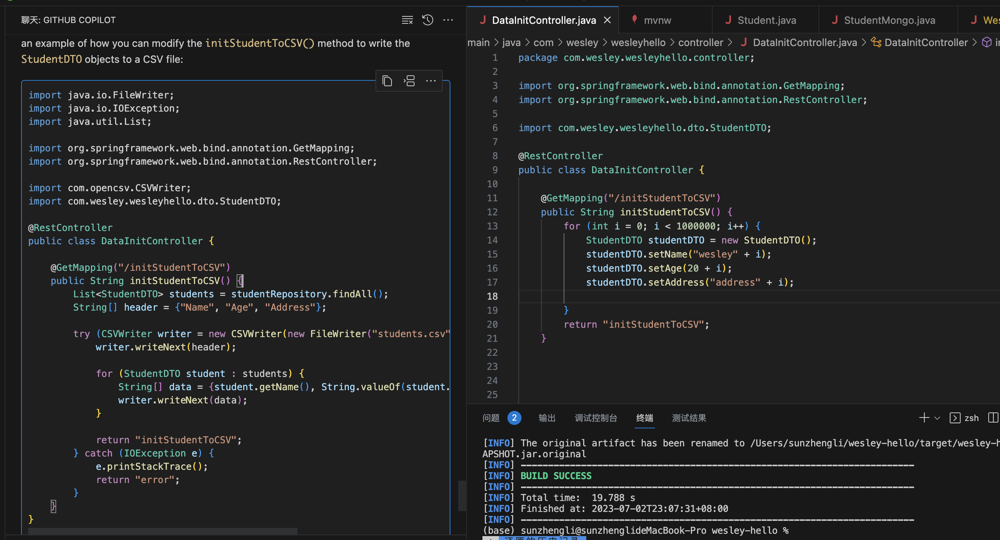 聊天: GITHUB COPILOT
an example of how you can modify the initStudentToCSV() method to write the
StudentDTO objects to a CSV file:
import java.io.FileWriter;
import java.io.IOException;
import java.util.List;
import org.springframework.web.bind.annotation.GetMapping;
import org.springframework.web.bind.annotation.RestController;
import com.opencsv.CSVWriter;
import com.wesley.wesleyhello.dto.StudentDTO;
@RestController
public class DataInitController {
@GetMapping("/initStudentToCSV")
public String initStudentToCSV() {
List<StudentDTO> students = studentRepository.findAll();
String[] header = {"Name", "Age", "Address"};
try (CSVWriter writer = new CSVWriter(new FileWriter("students.csv"
writer.writeNext(header);
for (StudentDTO student : students) {
String[] data = {student.getName(), String.valueOf(student.
writer.writeNext(data);
}
return "initStudentToCSV";
} catch (IOException e) {
e.printStackTrace();
return "error";
}
}
}
DataInitController.java mvnw Student.java StudentMongo.java Wes
main > java > com > wesley > wesleyhello > controller > DataInitController.java > DataInitController >
1 package com.wesley.wesleyhello.controller;
2
3 import org.springframework.web.bind.annotation.GetMapping;
4 import org.springframework.web.bind.annotation.RestController;
5
6 import com.wesley.wesleyhello.dto.StudentDTO;
7
8 @RestController
9 public class DataInitController {
10
11 @GetMapping("/initStudentToCSV")
12 public String initStudentToCSV() {
13 for (int i = 0; i < 1000000; i++) {
14 StudentDTO studentDTO = new StudentDTO();
15 studentDTO.setName("wesley" + i);
16 studentDTO.setAge(20 + i);
17 studentDTO.setAddress("address" + i);
18
19 }
20 return "initStudentToCSV";
21 }
22
23
24
25
问题 2 输出 调试控制台 终端 测试结果 zsh
[INFO] The original artifact has been renamed to /Users/sunzhengli/wesley-hello/target/wesley-h
APSHOT.jar.original
[INFO] ------------------------------------------------------------------------
[INFO] BUILD SUCCESS
[INFO] ------------------------------------------------------------------------
[INFO] Total time:  19.788 s
[INFO] Finished at: 2023-07-02T23:07:31+08:00
[INFO] ------------------------------------------------------------------------
(base) sunzhengli@sunzhenglideMacBook-Pro wesley-hello %